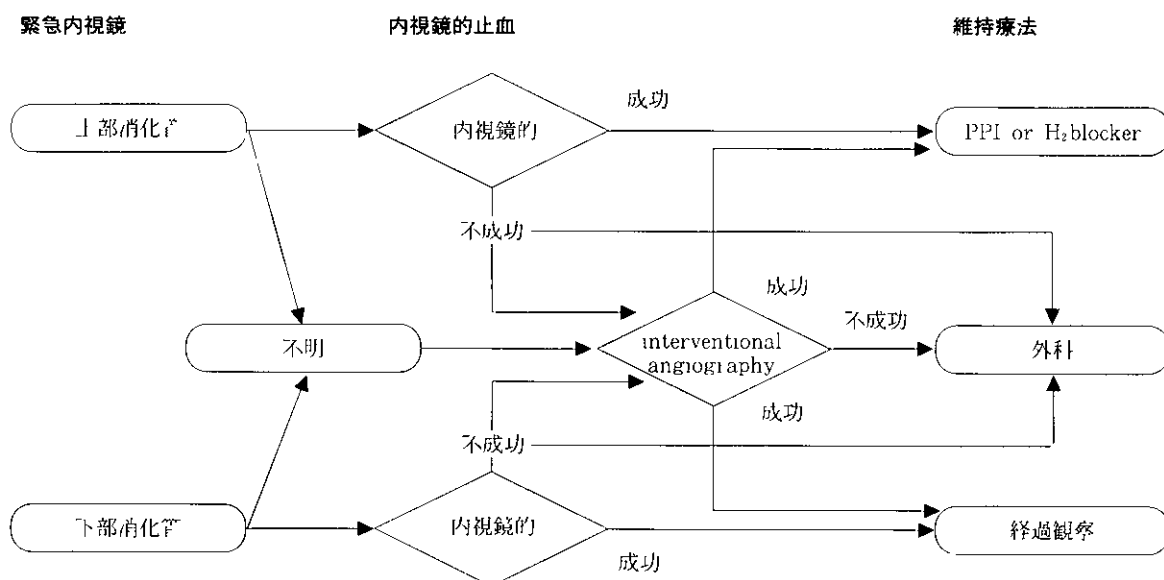 緊急内視鏡
内視鏡的止血
維持療法
上部消化管
内視鏡的
成功
PPI or H₂blocker
不成功
成功
不成功
不明
interventional
angiography
外科
成功
不成功
下部消化管
内視鏡的
成功
経過観察